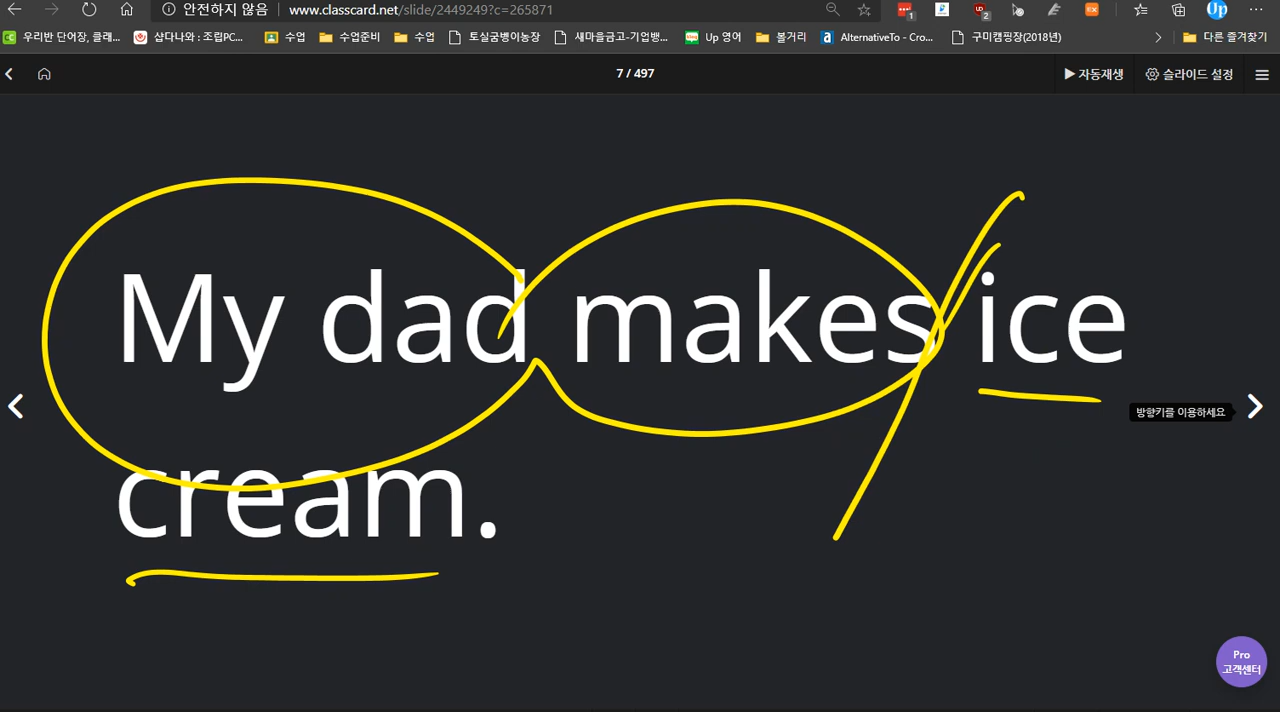 안전하지 않음 www.classcard.net/slide/2449249?c=265871
우리반 단어장, 클래... 샵다나와 : 조립PC... 수업 수업준비 수업 토실굼벵이농장 새마을금고-기업뱅... Up 영어 볼거리 AlternativeTo - Cro... 구미캠핑장(2018년) 다른 즐겨찾기
7 / 497 자동재생 슬라이드 설정
My dad makes ice
방향키를 이용하세요
cream.
Pro
고객센터